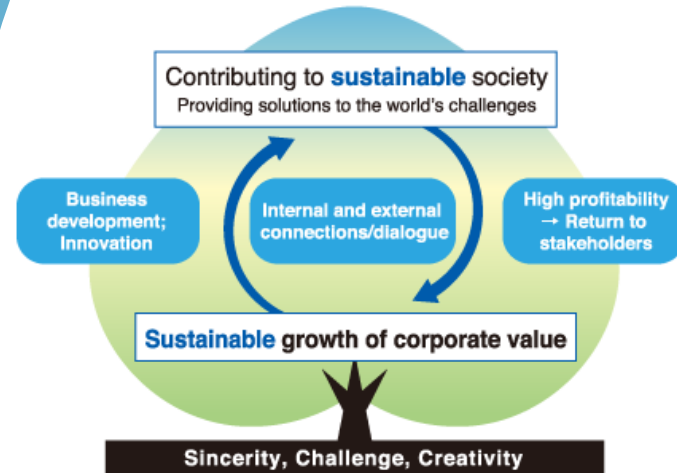 Contributing to sustainable society
Providing solutions to the world's challenges
Business
development;
Innovation
Internal and external
connections/dialogue
High profitability
→ Return to
stakeholders
Sustainable growth of corporate value
Sincerity, Challenge, Creativity